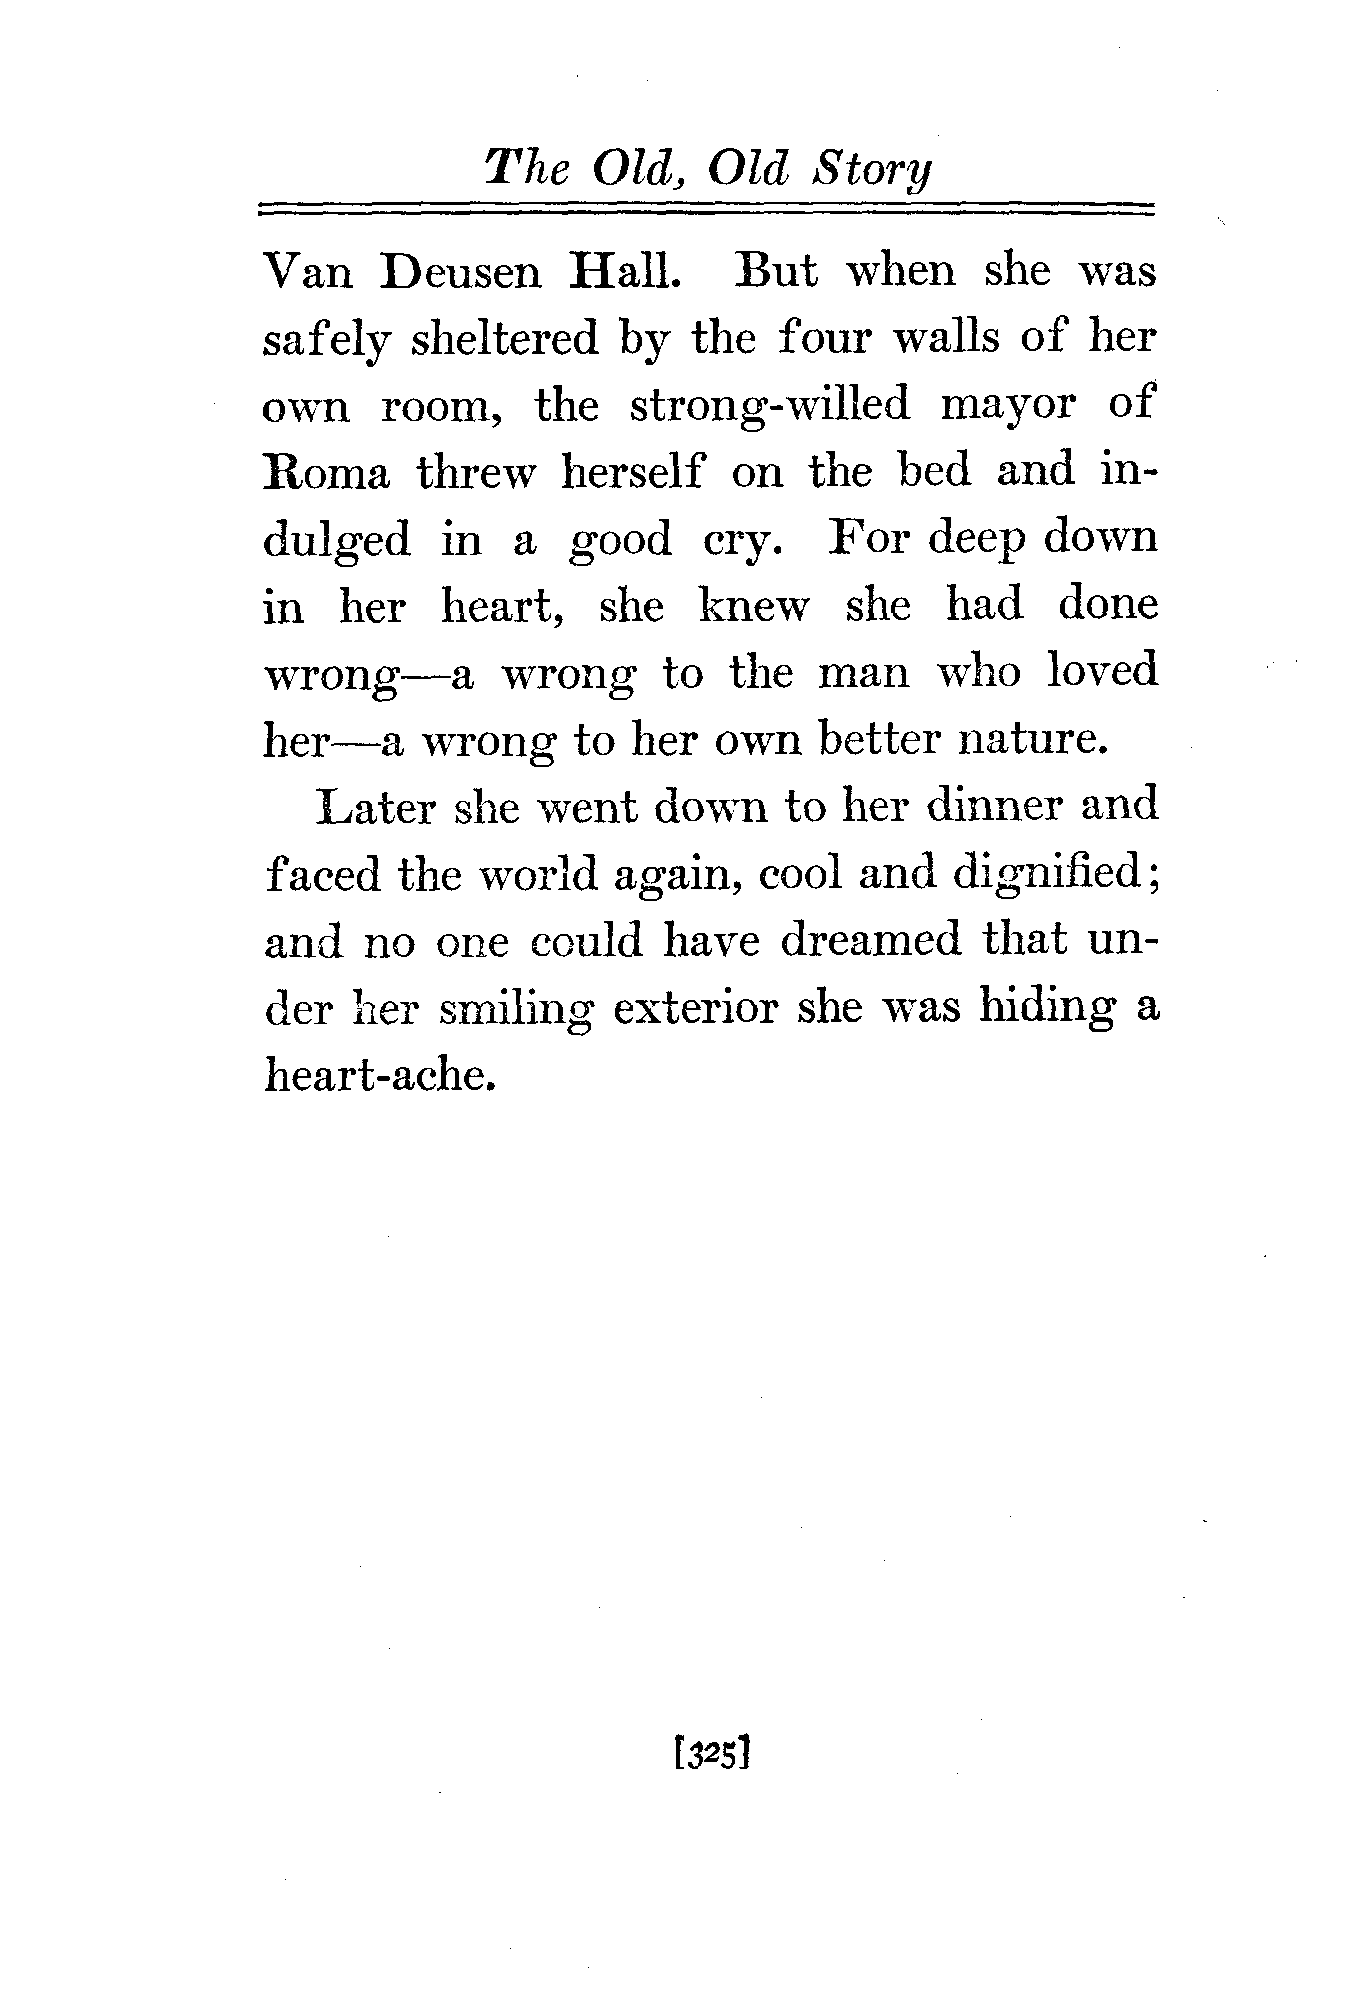 The Old, Old Story
Van Deusen Hall. But when she was
safely sheltered by the four walls of her
own room, the strong-willed mayor of
Roma threw herself on the bed and in-
dulged in a good cry. For deep down
in her heart, she knew she had done
wrong—a wrong to the man who loved
her—a wrong to her own better nature.
Later she went down to her dinner and
faced the world again, cool and dignified;
and no one could have dreamed that un-
der her smiling exterior she was hiding a
heart-ache.
[325]